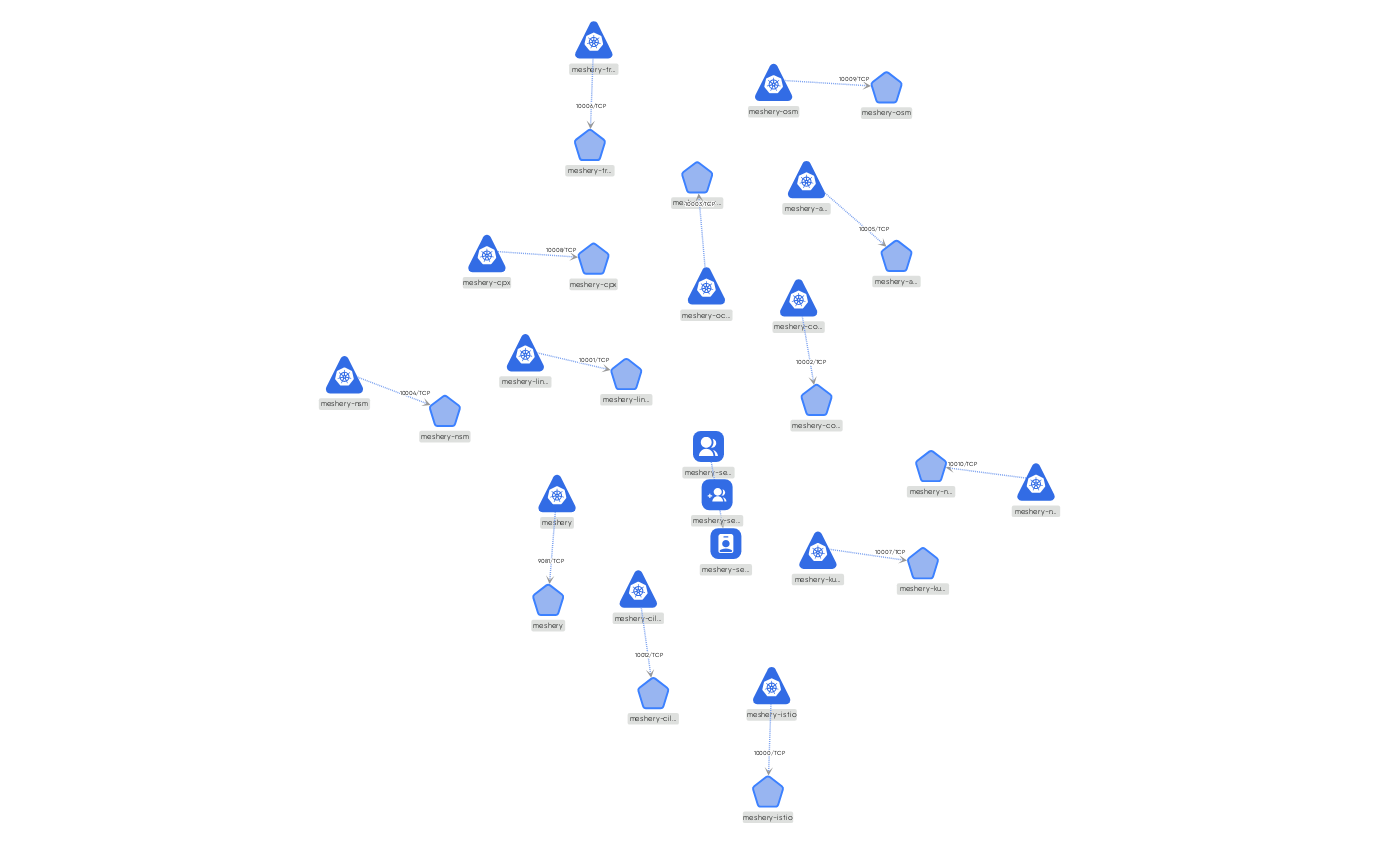 meshery-tr...
10006/TCP
meshery-tr...
meshery-osm
10009/TCP
meshery-osm
10003/TCP
meshery-oc...
meshery-a...
10005/TCP
meshery-a...
meshery-cpx
10008/TCP
meshery-cpx
meshery-co...
10002/TCP
meshery-co...
meshery-lin...
10001/TCP
meshery-lin...
meshery-nsm
10004/TCP
meshery-nsm
meshery-se...
meshery-se...
meshery-se...
meshery-n...
10010/TCP
meshery-n...
meshery
9081/TCP
meshery
meshery-ku...
10007/TCP
meshery-ku...
meshery-cil...
10012/TCP
meshery-cil...
meshery-istio
10000/TCP
meshery-istio